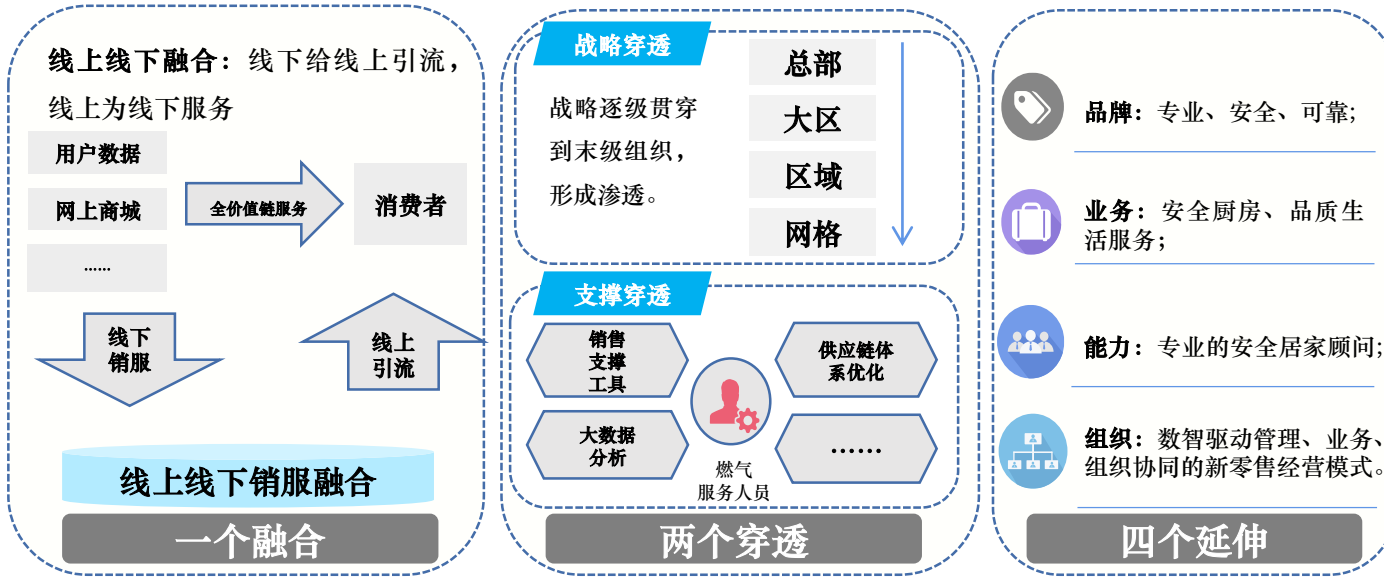 线上线下融合：线下给线上引流，
线上为线下服务
用户数据
网上商城
......
全价值链服务
消费者
线下
销服
线上
引流
线上线下销服融合
一个融合
战略穿透
战略逐级贯穿
到末级组织，
形成渗透。
总部
大区
区域
网格
支撑穿透
销售
支撑
工具
供应链体
系优化
大数据
分析
......
燃气
服务人员
两个穿透
品牌：专业、安全、可靠;
业务：安全厨房、品质生
活服务；
能力：专业的安全居家顾问;
组织：数智驱动管理、业务、
组织协同的新零售经营模式。
四个延伸